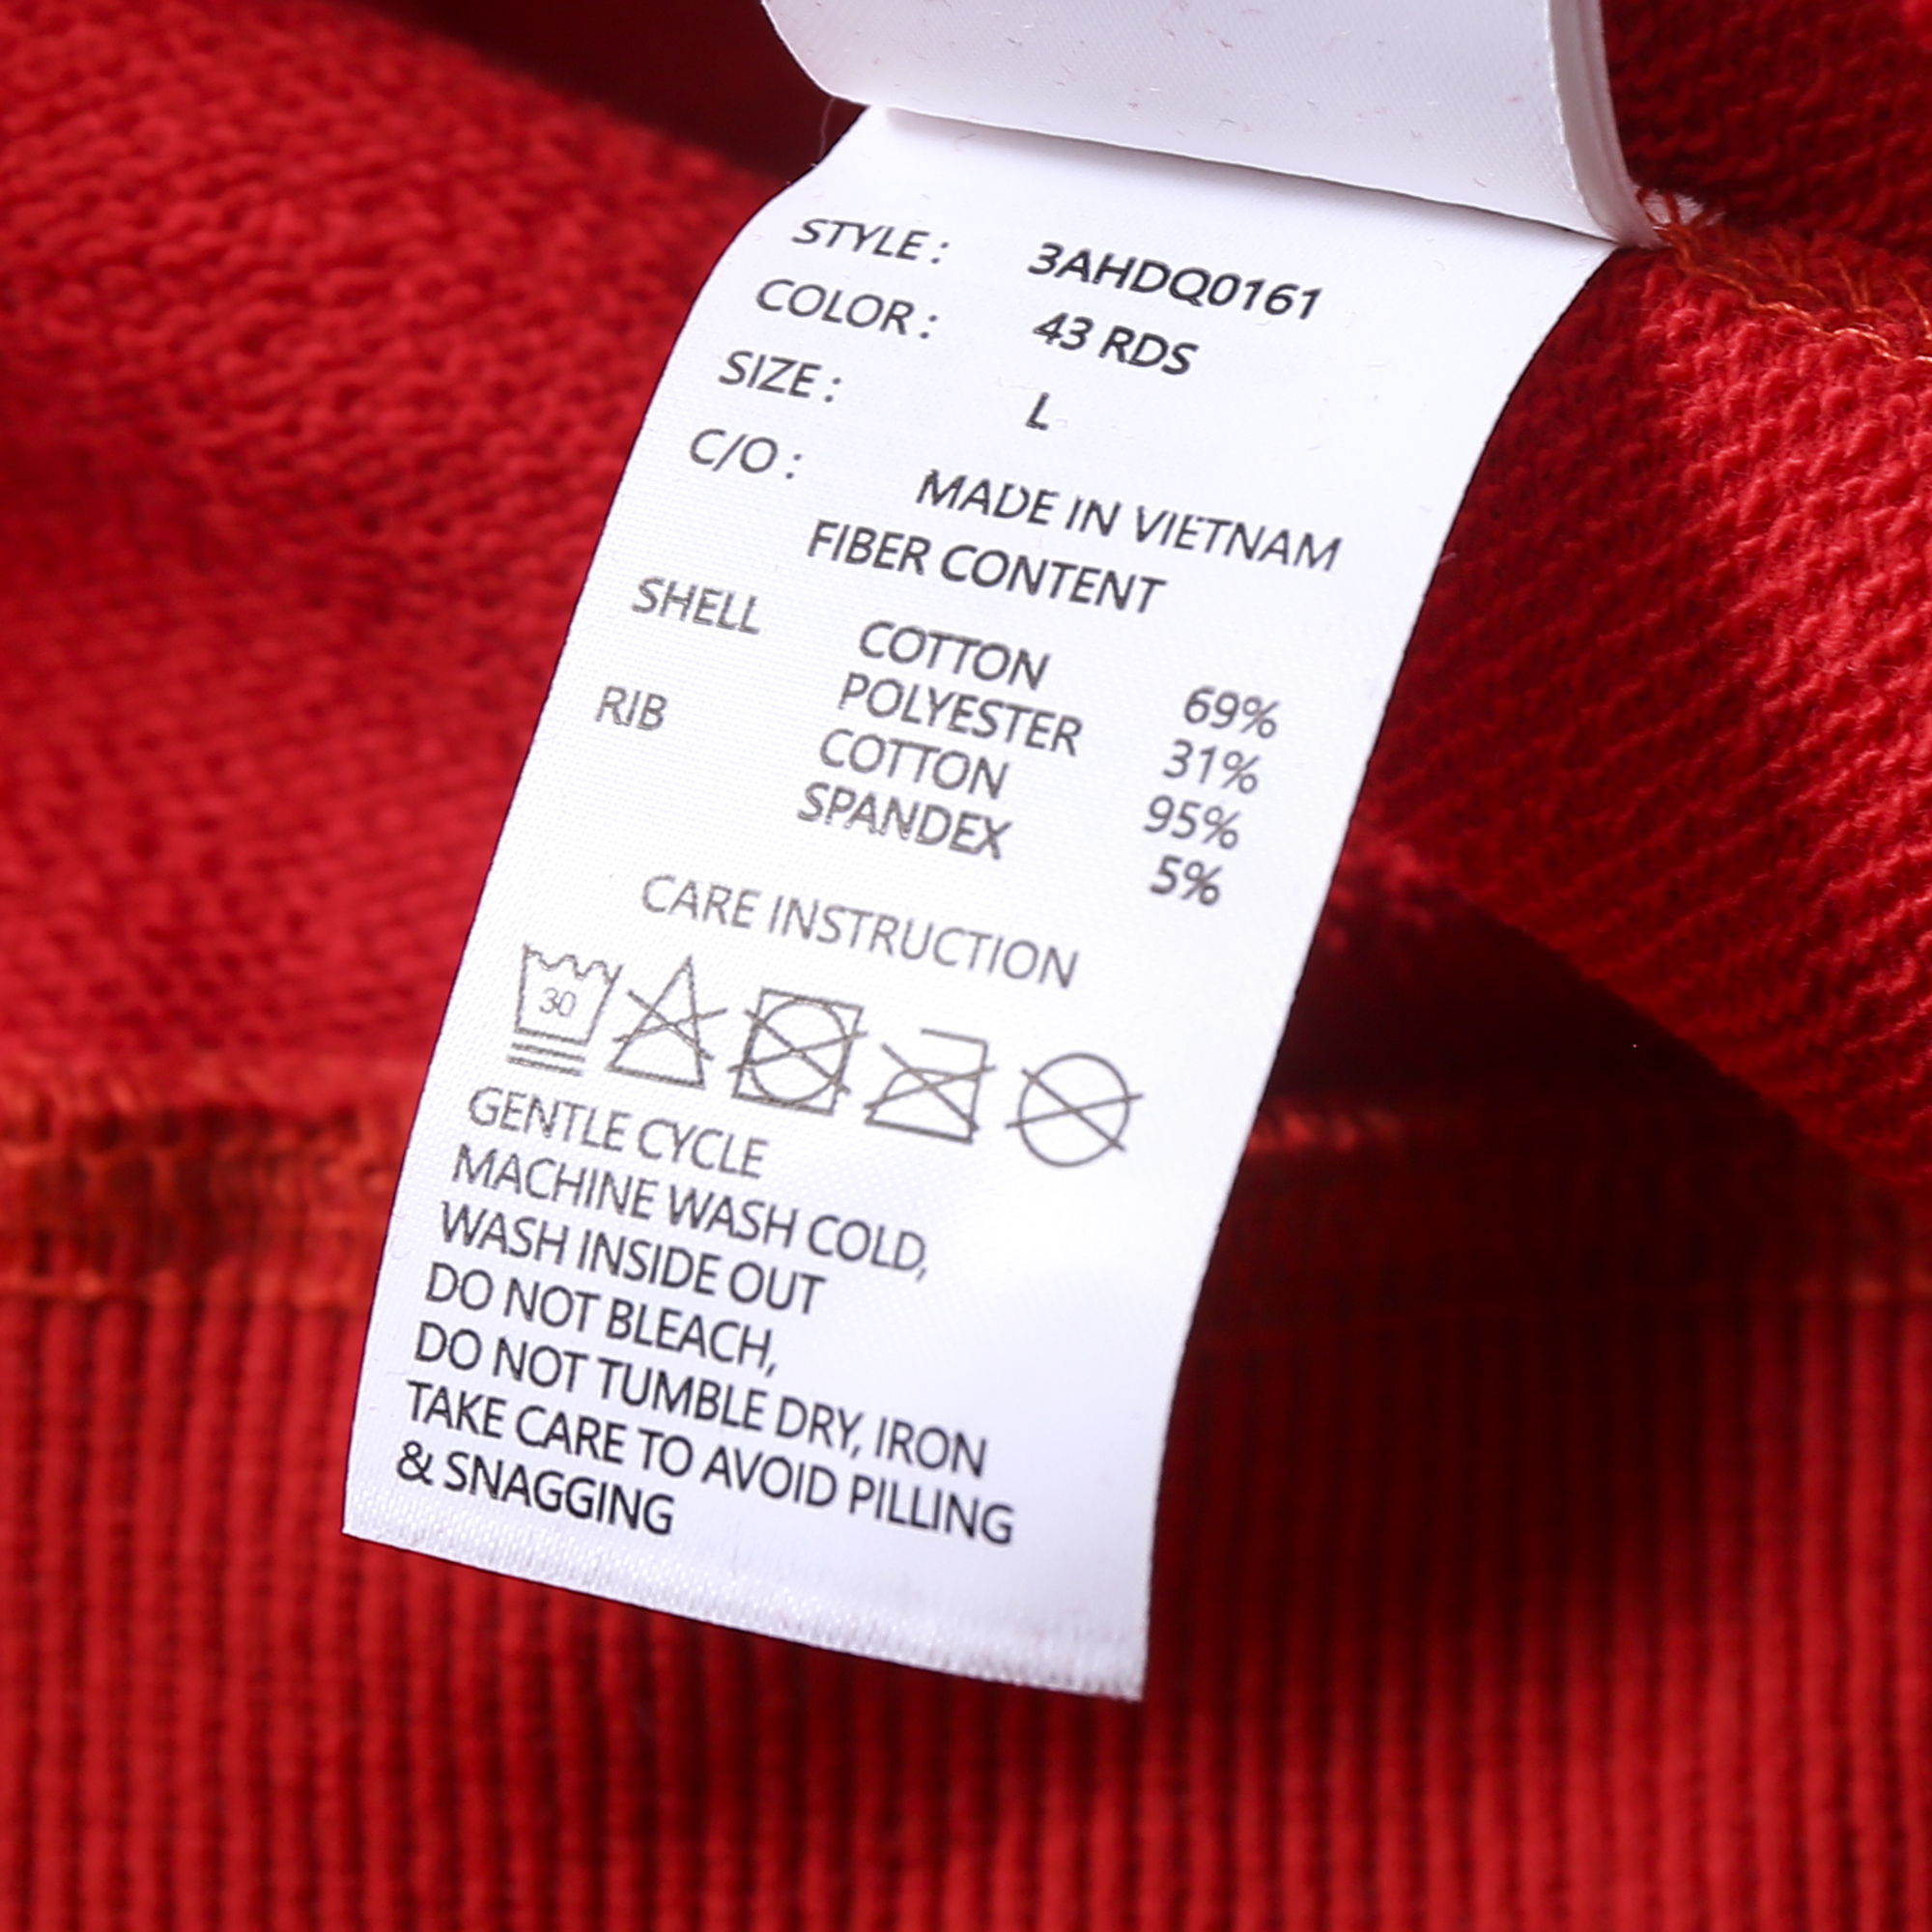 STYLE : 3AHDQ0161
COLOR : 43 RDS
SIZE : L
C/O : MADE IN VIETNAM
FIBER CONTENT
SHELL COTTON 69%
POLYESTER 31%
RIB COTTON 95%
SPANDEX 5%
CARE INSTRUCTION
30
GENTLE CYCLE
MACHINE WASH COLD,
WASH INSIDE OUT
DO NOT BLEACH,
DO NOT TUMBLE DRY, IRON
TAKE CARE TO AVOID PILLING
& SNAGGING